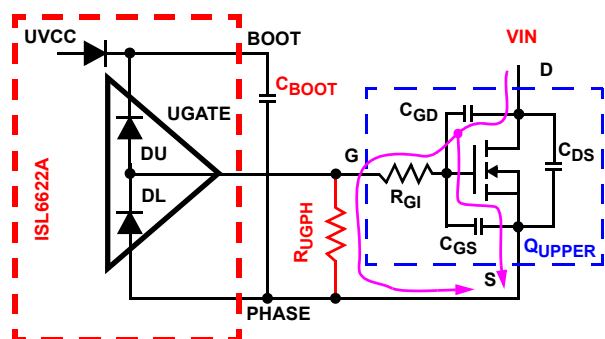 UVCC
BOOT
VIN
D
CBOOT
UGATE
CGD
G
DU
CDS
DL
RGI
ISL6622A
RUGPH
CGS
QUPPER
S
PHASE